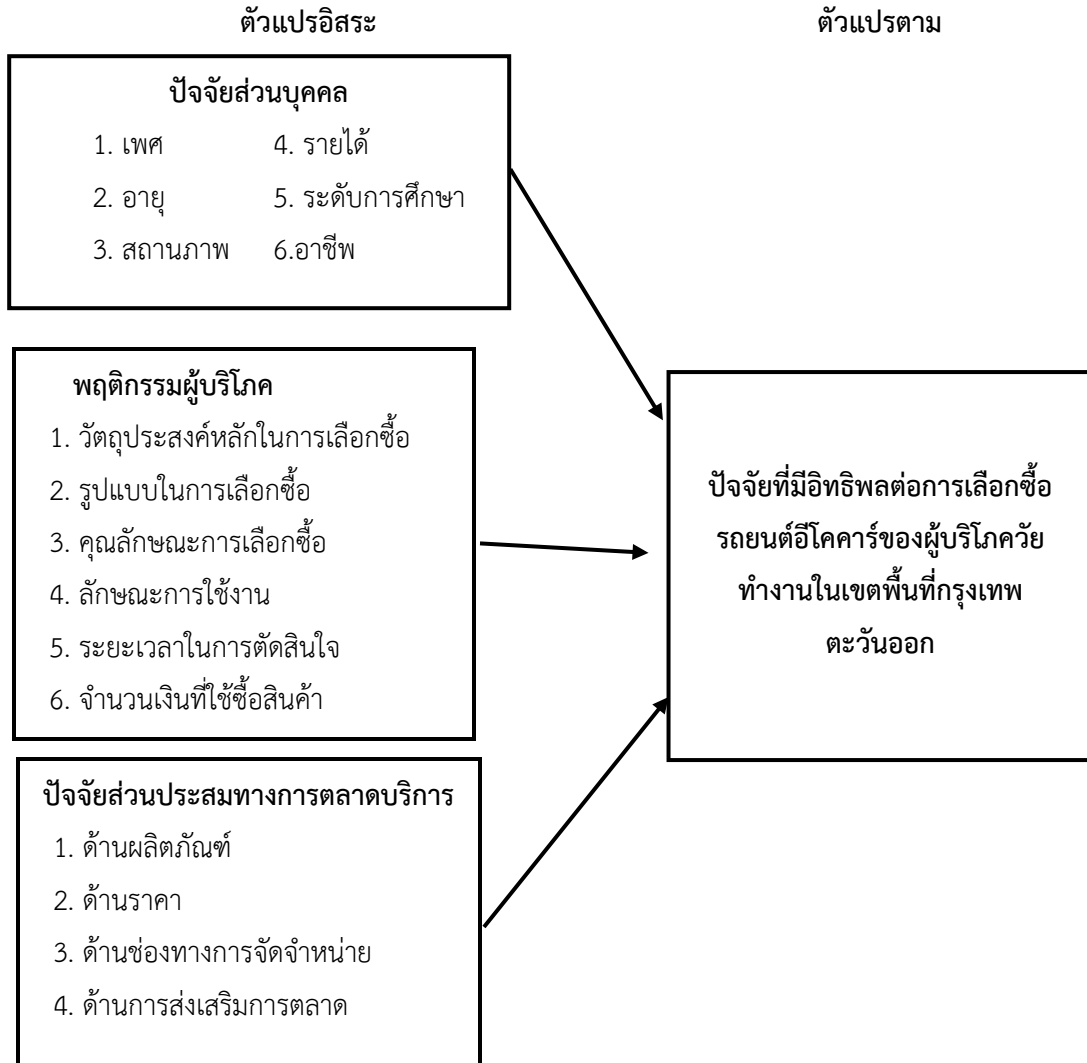 ตัวแปรอิสระ ตัวแปรตาม
ปัจจัยส่วนบุคคล
1. เพศ 4. รายได้
2. อายุ 5. ระดับการศึกษา
3. สถานภาพ 6.อาชีพ
พฤติกรรมผู้บริโภค
1. วัตถุประสงค์หลักในการเลือกซื้อ
2. รูปแบบในการเลือกซื้อ
3. คุณลักษณะการเลือกซื้อ
4. ลักษณะการใช้งาน
5. ระยะเวลาในการตัดสินใจ
6. จำนวนเงินที่ใช้ซื้อสินค้า
ปัจจัยส่วนประสมทางการตลาดบริการ
1. ด้านผลิตภัณฑ์
2. ด้านราคา
3. ด้านช่องทางการจัดจำหน่าย
4. ด้านการส่งเสริมการตลาด
ปัจจัยที่มีอิทธิพลต่อการเลือกซื้อ
รถยนต์อีโคคาร์ของผู้บริโภควัย
ทำงานในเขตพื้นที่กรุงเทพ
ตะวันออก